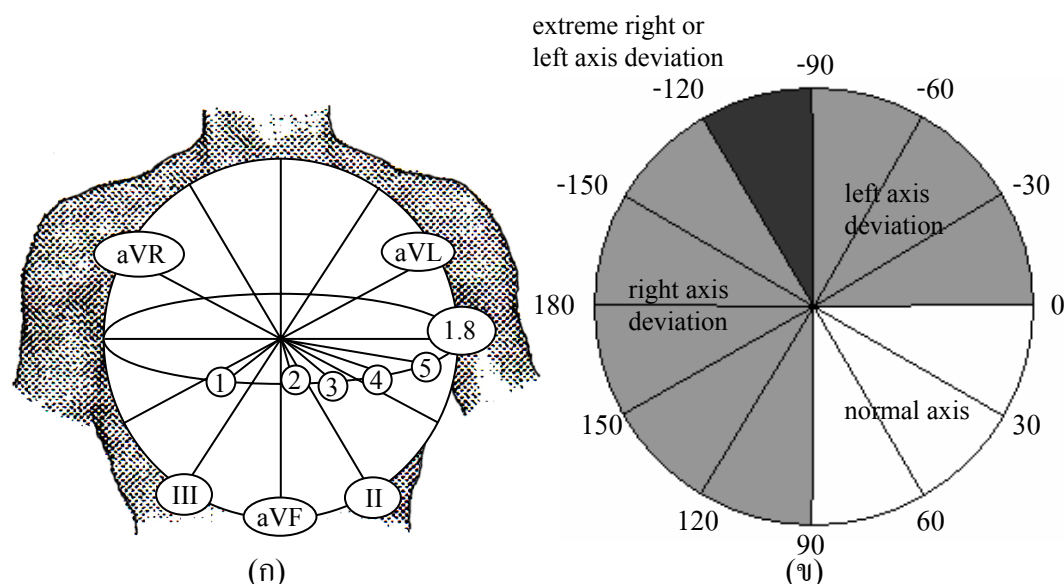 extreme right or
left axis deviation
-90
-120
-60
-150
-30
left axis
deviation
aVR
aVL
right axis
deviation
180
0
1.8
1
2
3
4
5
normal axis
150
30
III
II
aVF
120
60
90
(ก)
(ข)